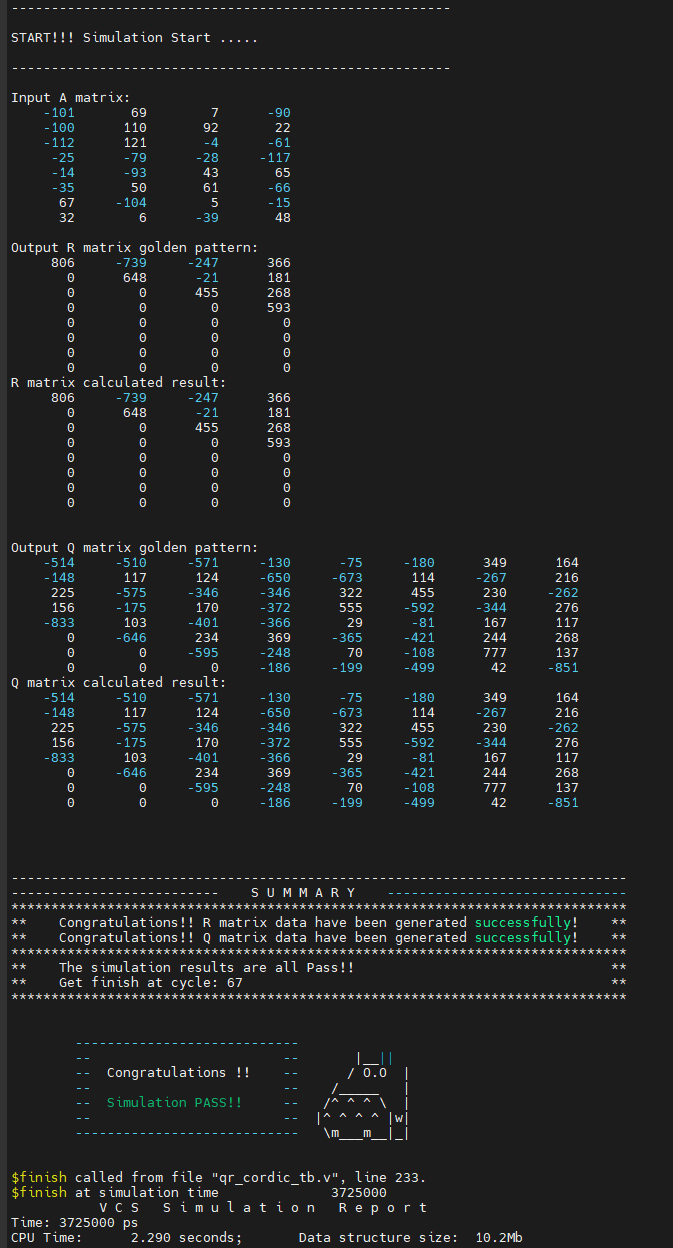 -------------------------------------------------------
START!!! Simulation Start .....
-------------------------------------------------------
Input A matrix:
-101 69 7 -90
-100 110 92 22
-112 121 -4 -61
-25 -79 -28 -117
-14 -93 43 65
-35 50 61 -66
67 -104 5 -15
32 6 -39 48
Output R matrix golden pattern:
806 -739 -247 366
0 648 -21 181
0 0 455 268
0 0 0 593
0 0 0 0
0 0 0 0
0 0 0 0
0 0 0 0
R matrix calculated result:
806 -739 -247 366
0 648 -21 181
0 0 455 268
0 0 0 593
0 0 0 0
0 0 0 0
0 0 0 0
0 0 0 0
Output Q matrix golden pattern:
-514 -510 -571 -130 -75 -180 349 164
-148 117 124 -650 -673 114 -267 216
225 -575 -346 -346 322 455 230 -262
156 -175 170 -372 555 -592 -344 276
-833 103 -401 -366 29 -81 167 117
0 -646 234 369 -365 -421 244 268
0 0 -595 -248 70 -108 777 137
0 0 0 -186 -199 -499 42 -851
Q matrix calculated result:
-514 -510 -571 -130 -75 -180 349 164
-148 117 124 -650 -673 114 -267 216
225 -575 -346 -346 322 455 230 -262
156 -175 170 -372 555 -592 -344 276
-833 103 -401 -366 29 -81 167 117
0 -646 234 369 -365 -421 244 268
0 0 -595 -248 70 -108 777 137
0 0 0 -186 -199 -499 42 -851
--------------------------------------------------------------------------------
-------------------------- S U M M A R Y ------------------------------
*****************************************************************************
** Congratulations!! R matrix data have been generated successfully! **
** Congratulations!! Q matrix data have been generated successfully! **
*****************************************************************************
** The simulation results are all Pass!! **
** Get finish at cycle: 67 **
*****************************************************************************
----------------------------
-- -- |__||
-- Congratulations !! -- / O.O |
-- -- /_____ |
-- Simulation PASS!! -- /^ ^ ^ \ |
-- -- |^ ^ ^ ^ |w|
---------------------------- \m___m__|_|
$finish called from file "qr_cordic_tb.v", line 233.
$finish at simulation time 3725000
V C S S i m u l a t i o n R e p o r t
Time: 3725000 ps
CPU Time: 2.290 seconds; Data structure size: 10.2Mb